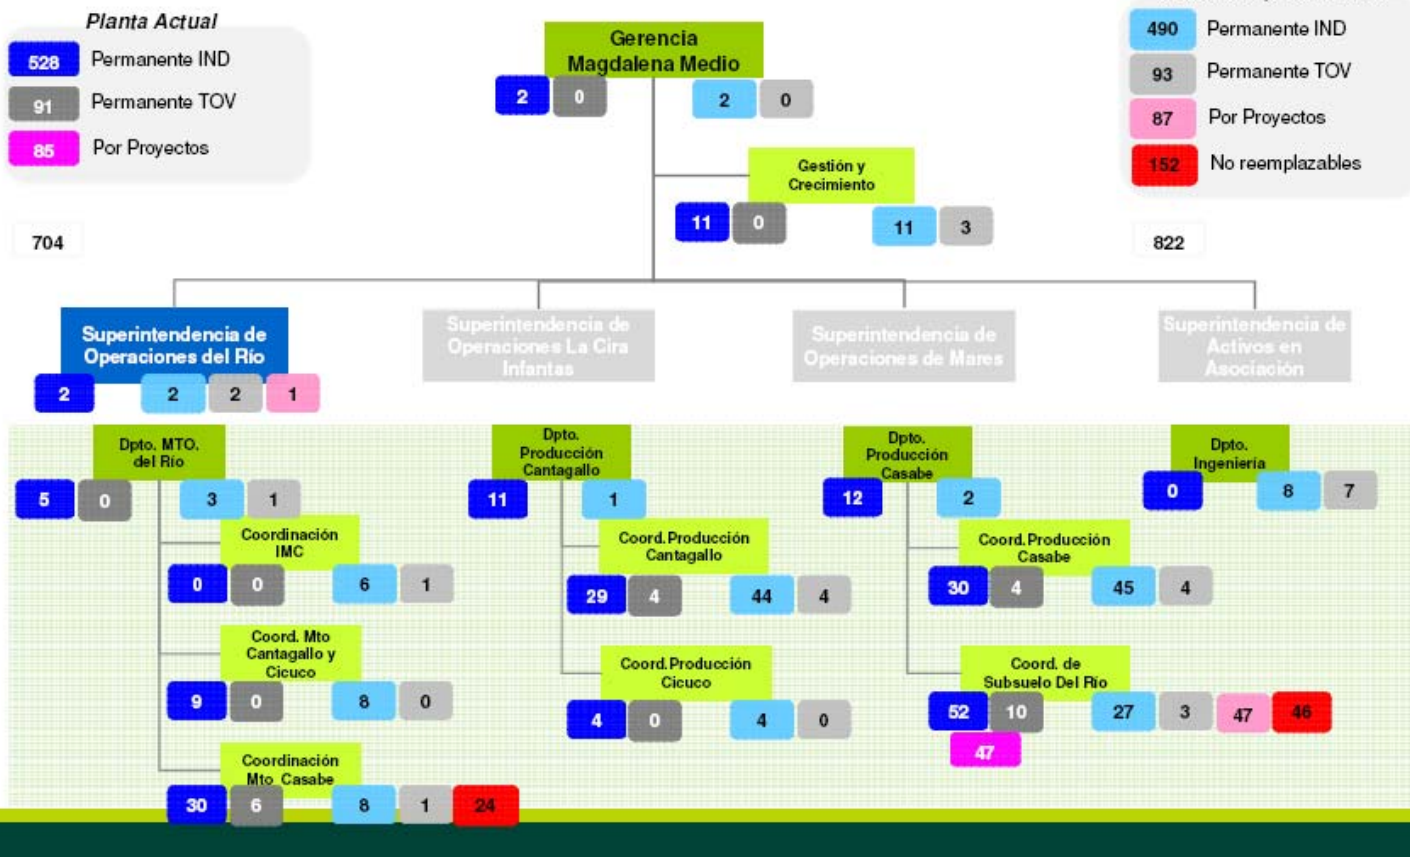 Planta Actual
528 Permanente IND
91 Permanente TOV
85 Por Proyectos
704
490 Permanente IND
93 Permanente TOV
87 Por Proyectos
152 No reemplazables
822
Gerencia
Magdalena Medio
2 0 2 0
Gestión y
Crecimiento
11 0 11 3
Superintendencia de
Operaciones del Río
2 2 2 1
Superintendencia de
Operaciones La Cira
Infantas
Superintendencia de
Operaciones de Mares
Superintendencia de
Activos en
Asociación
Dpto. MTO.
del Río
5 0 3 1
Coordinación
IMC
0 0 6 1
Coord. Mto
Cantagallo y
Cicuco
9 0 8 0
Coordinación
Mto Casabe
30 6 8 1 24
Dpto.
Producción
Cantagallo
11 1
Coord.Producción
Cantagallo
29 4 44 4
Coord.Producción
Cicuco
4 0 4 0
Dpto.
Producción
Casabe
12 2
Coord.Producción
Casabe
30 4 45 4
Coord. de
Subsuelo Del Río
52 10 27 3 47 46
47
Dpto.
Ingeniería
0 8 7